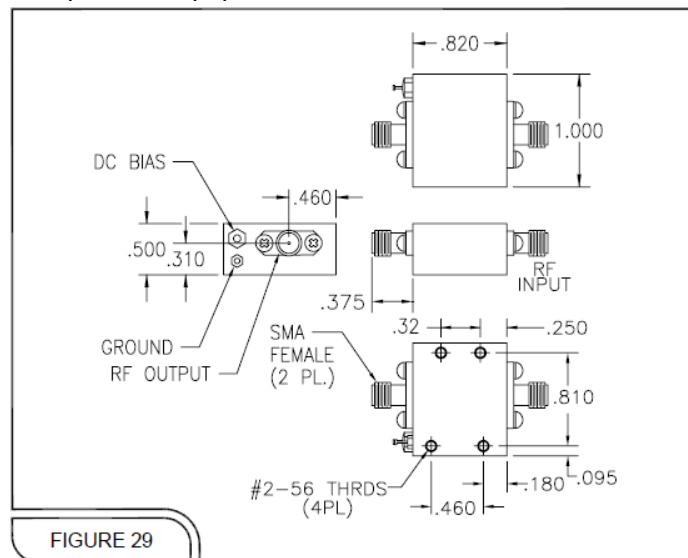 .820
1.000
DC BIAS
.460
.500
.310
RF
INPUT
.375
GROUND
RF OUTPUT
SMA
FEMALE
(2 PL.)
.32
.250
.810
#2-56 THRDS
(4PL)
.460
.180
.095
FIGURE 29